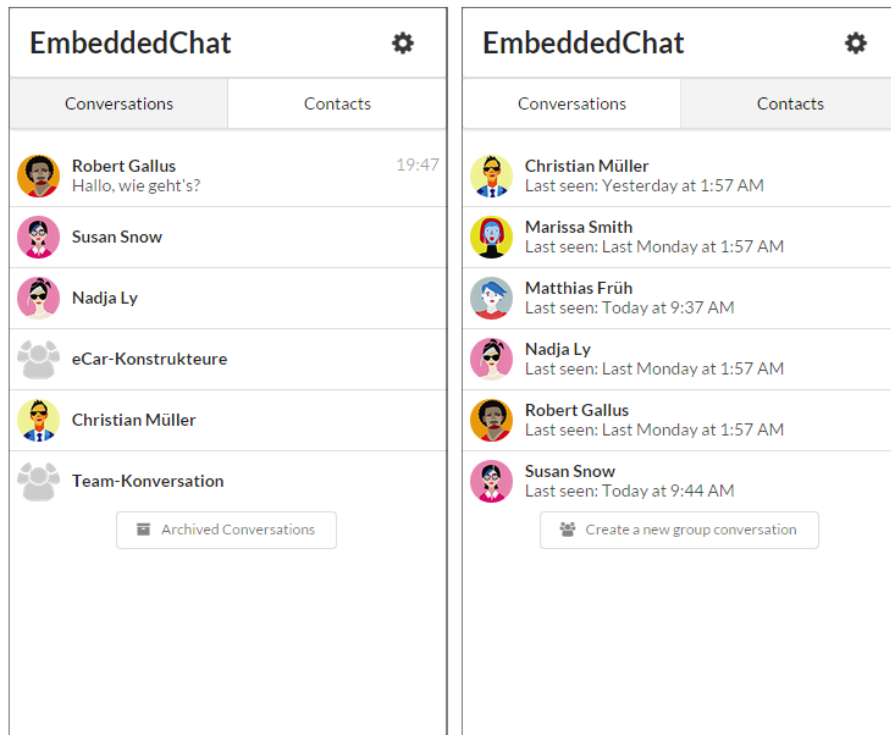 EmbeddedChat
Conversations
Contacts
Robert Gallus
19:47
Hallo, wie geht's?
Susan Snow
Nadja Ly
eCar-Konstrukteure
Christian Müller
Team-Konversation
Archived Conversations
EmbeddedChat
Conversations
Contacts
Christian Müller
Last seen: Yesterday at 1:57 AM
Marissa Smith
Last seen: Last Monday at 1:57 AM
Matthias Früh
Last seen: Today at 9:37 AM
Nadja Ly
Last seen: Last Monday at 1:57 AM
Robert Gallus
Last seen: Last Monday at 1:57 AM
Susan Snow
Last seen: Today at 9:44 AM
Create a new group conversation